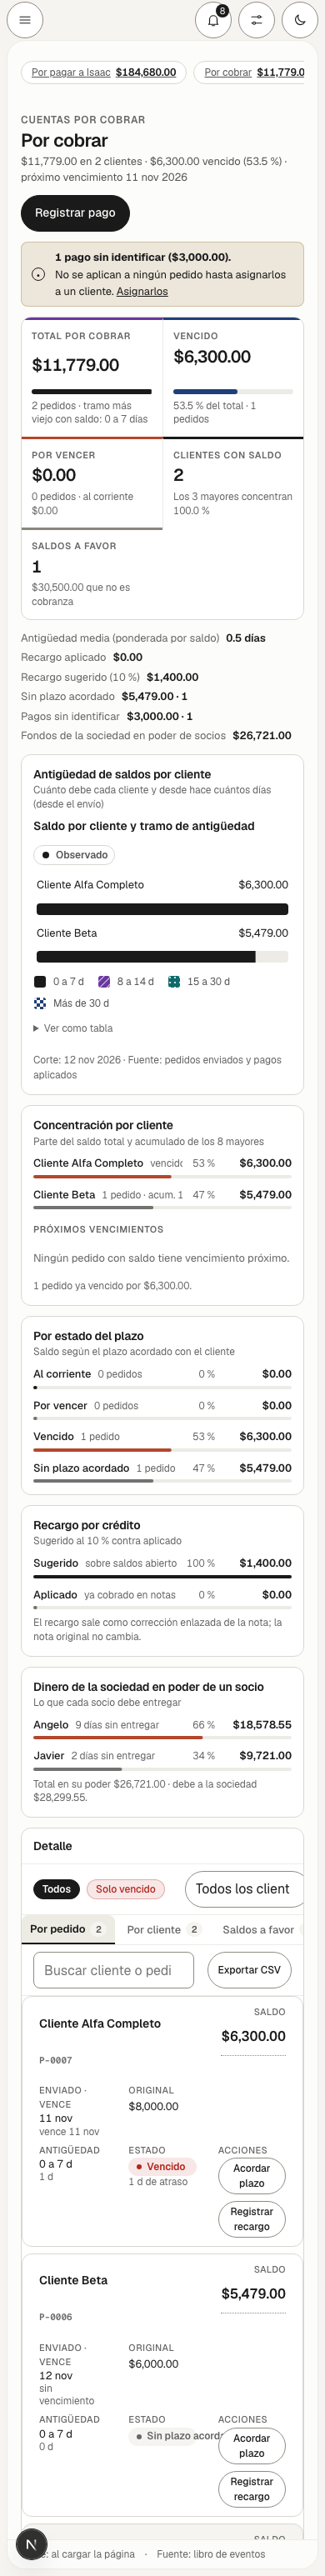 8
Por pagar a Isaac $184,680.00 Por cobrar $11,779.0
CUENTAS POR COBRAR
Por cobrar
$11,779.00 en 2 clientes · $6,300.00 vencido (53.5 %) ·
próximo vencimiento 11 nov 2026
Registrar pago
1 pago sin identificar ($3,000.00).
No se aplican a ningún pedido hasta asignarlos
a un cliente. Asignarlos
TOTAL POR COBRAR
$11,779.00
2 pedidos · tramo más
viejo con saldo: 0 a 7 días
VENCIDO
$6,300.00
53.5 % del total · 1
pedidos
POR VENCER
$0.00
0 pedidos · al corriente
$0.00
CLIENTES CON SALDO
2
Los 3 mayores concentran
100.0 %
SALDOS A FAVOR
1
$30,500.00 que no es
cobranza
Antigüedad media (ponderada por saldo) 0.5 días
Recargo aplicado $0.00
Recargo sugerido (10 %) $1,400.00
Sin plazo acordado $5,479.00 · 1
Pagos sin identificar $3,000.00 · 1
Fondos de la sociedad en poder de socios $26,721.00
Antigüedad de saldos por cliente
Cuánto debe cada cliente y desde hace cuántos días
(desde el envío)
Saldo por cliente y tramo de antigüedad
Observado
Cliente Alfa Completo $6,300.00
Cliente Beta $5,479.00
0 a 7 d 8 a 14 d 15 a 30 d
Más de 30 d
Ver como tabla
Corte: 12 nov 2026 · Fuente: pedidos enviados y pagos
aplicados
Concentración por cliente
Parte del saldo total y acumulado de los 8 mayores
Cliente Alfa Completo vencido 53 % $6,300.00
Cliente Beta 1 pedido · acum. 1 47 % $5,479.00
PRÓXIMOS VENCIMIENTOS
Ningún pedido con saldo tiene vencimiento próximo.
1 pedido ya vencido por $6,300.00.
Por estado del plazo
Saldo según el plazo acordado con el cliente
Al corriente 0 pedidos 0 % $0.00
Por vencer 0 pedidos 0 % $0.00
Vencido 1 pedido 53 % $6,300.00
Sin plazo acordado 1 pedido 47 % $5,479.00
Recargo por crédito
Sugerido al 10 % contra aplicado
Sugerido sobre saldos abierto 100 % $1,400.00
Aplicado ya cobrado en notas 0 % $0.00
El recargo sale como corrección enlazada de la nota; la
nota original no cambia.
Dinero de la sociedad en poder de un socio
Lo que cada socio debe entregar
Angelo 9 días sin entregar 66 % $18,578.55
Javier 2 días sin entregar 34 % $9,721.00
Total en su poder $26,721.00 · debe a la sociedad
$28,299.55.
Detalle
Todos Solo vencido Todos los client
Por pedido 2 Por cliente 2 Saldos a favor
Buscar cliente o pedi Exportar CSV
Cliente Alfa Completo
SALDO
$6,300.00
P-0007
ENVIADO ·
VENCE
11 nov
vence 11 nov
ORIGINAL
$8,000.00
ANTIGÜEDAD
0 a 7 d
1 d
ESTADO
Vencido
1 d de atraso
ACCIONES
Acordar
plazo
Registrar
recargo
Cliente Beta
SALDO
$5,479.00
P-0006
ENVIADO ·
VENCE
12 nov
sin
vencimiento
ORIGINAL
$6,000.00
ANTIGÜEDAD
0 a 7 d
0 d
ESTADO
Sin plazo acorda
ACCIONES
Acordar
plazo
Registrar
recargo
SALDO
N
al cargar la página · Fuente: libro de eventos